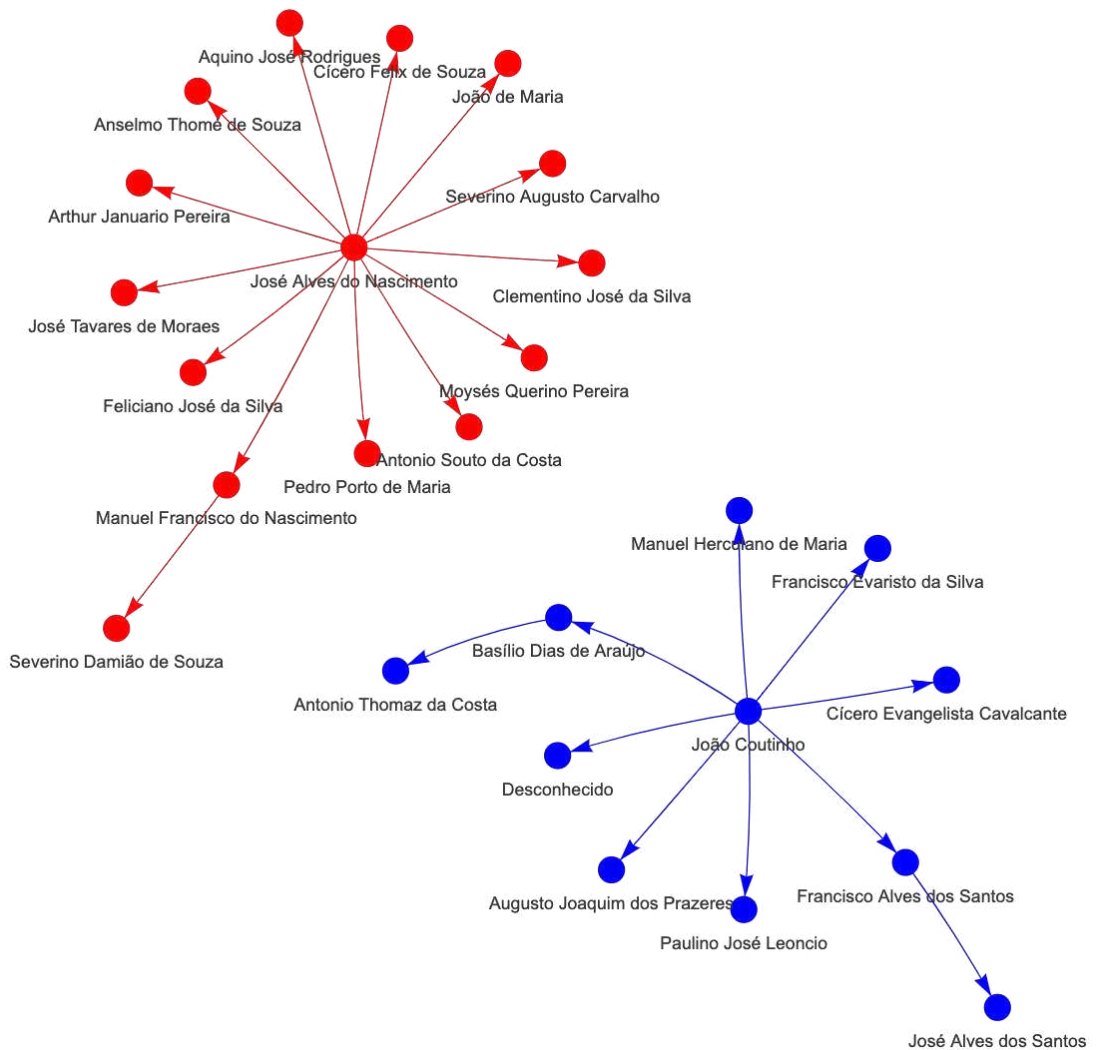 Aquino José Rodrigues
Cícero Felix de Souza
João de Maria
Anselmo Thomé de Souza
Severino Augusto Carvalho
Arthur Januario Pereira
José Alves do Nascimento
Clementino José da Silva
José Tavares de Moraes
Moysés Querino Pereira
Feliciano José da Silva
Antonio Souto da Costa
Pedro Porto de Maria
Manuel Francisco do Nascimento
Manuel Herculano de Maria
Francisco Evaristo da Silva
Basílio Dias de Araújo
Severino Damião de Souza
Antonio Thomaz da Costa
Cícero Evangelista Cavalcante
João Coutinho
Desconhecido
Francisco Alves dos Santos
Augusto Joaquim dos Prazeres
Paulino José Leoncio
José Alves dos Santos